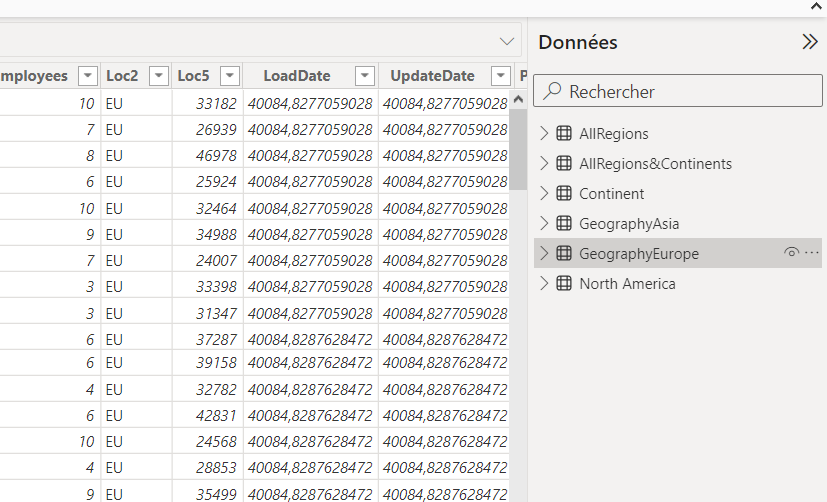 Données
mployees Loc2 Loc5 LoadDate UpdateDate P
Rechercher
10 EU 33182 40084,8277059028 40084,8277059028
7 EU 26939 40084,8277059028 40084,8277059028
8 EU 46978 40084,8277059028 40084,8277059028
6 EU 25924 40084,8277059028 40084,8277059028
10 EU 32464 40084,8277059028 40084,8277059028
9 EU 34988 40084,8277059028 40084,8277059028
7 EU 24007 40084,8277059028 40084,8277059028
3 EU 33398 40084,8277059028 40084,8277059028
3 EU 31347 40084,8277059028 40084,8277059028
6 EU 37287 40084,8287628472 40084,8287628472
6 EU 39158 40084,8287628472 40084,8287628472
4 EU 32782 40084,8287628472 40084,8287628472
6 EU 42831 40084,8287628472 40084,8287628472
10 EU 24568 40084,8287628472 40084,8287628472
4 EU 28853 40084,8287628472 40084,8287628472
9 EU 35499 40084,8287628472 40084,8287628472
AllRegions
AllRegions&Continents
Continent
GeographyAsia
GeographyEurope
North America